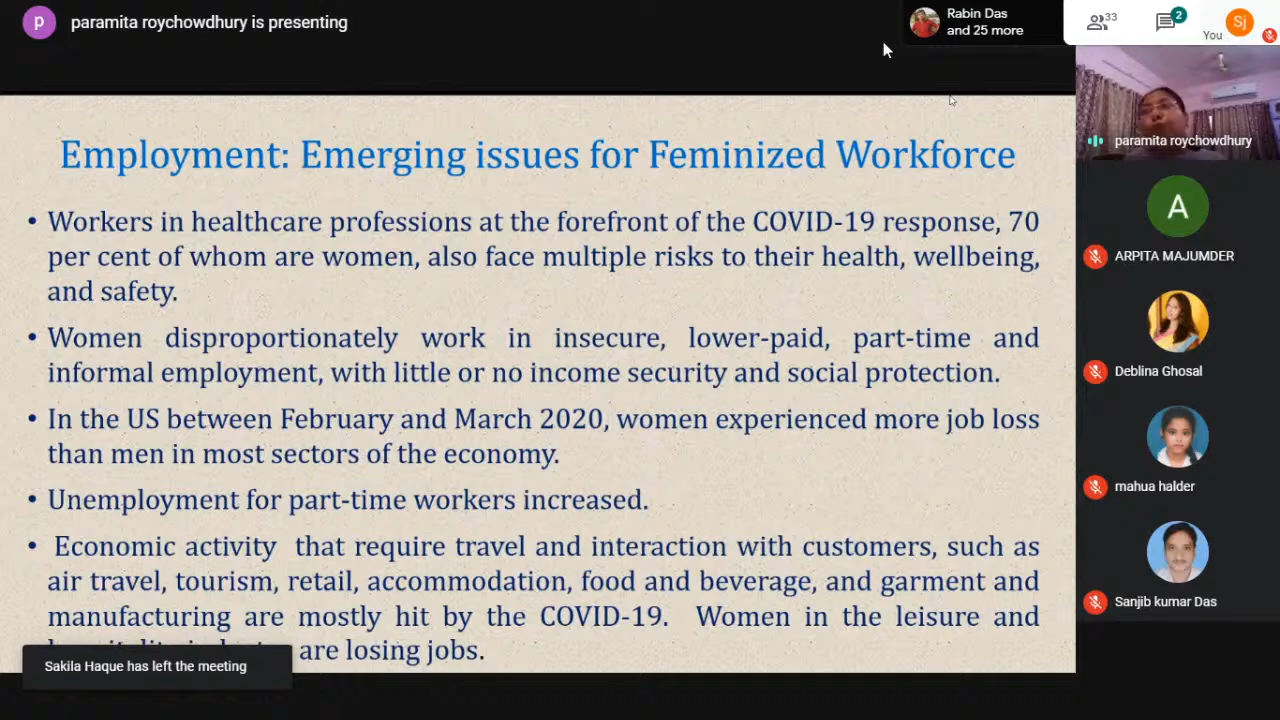 p
paramita roychowdhury is presenting
Rabin Das
and 25 more
33
2
You
Sj
Employment: Emerging issues for Feminized Workforce
• Workers in healthcare professions at the forefront of the COVID-19 response, 70
per cent of whom are women, also face multiple risks to their health, wellbeing,
and safety.
• Women disproportionately work in insecure, lower-paid, part-time and
informal employment, with little or no income security and social protection.
• In the US between February and March 2020, women experienced more job loss
than men in most sectors of the economy.
• Unemployment for part-time workers increased.
• Economic activity that require travel and interaction with customers, such as
air travel, tourism, retail, accommodation, food and beverage, and garment and
manufacturing are mostly hit by the COVID-19. Women in the leisure and
are losing jobs.
Sakila Haque has left the meeting
paramita roychowdhury
A
ARPITA MAJUMDER
Deblina Ghosal
mahua halder
Sanjib kumar Das